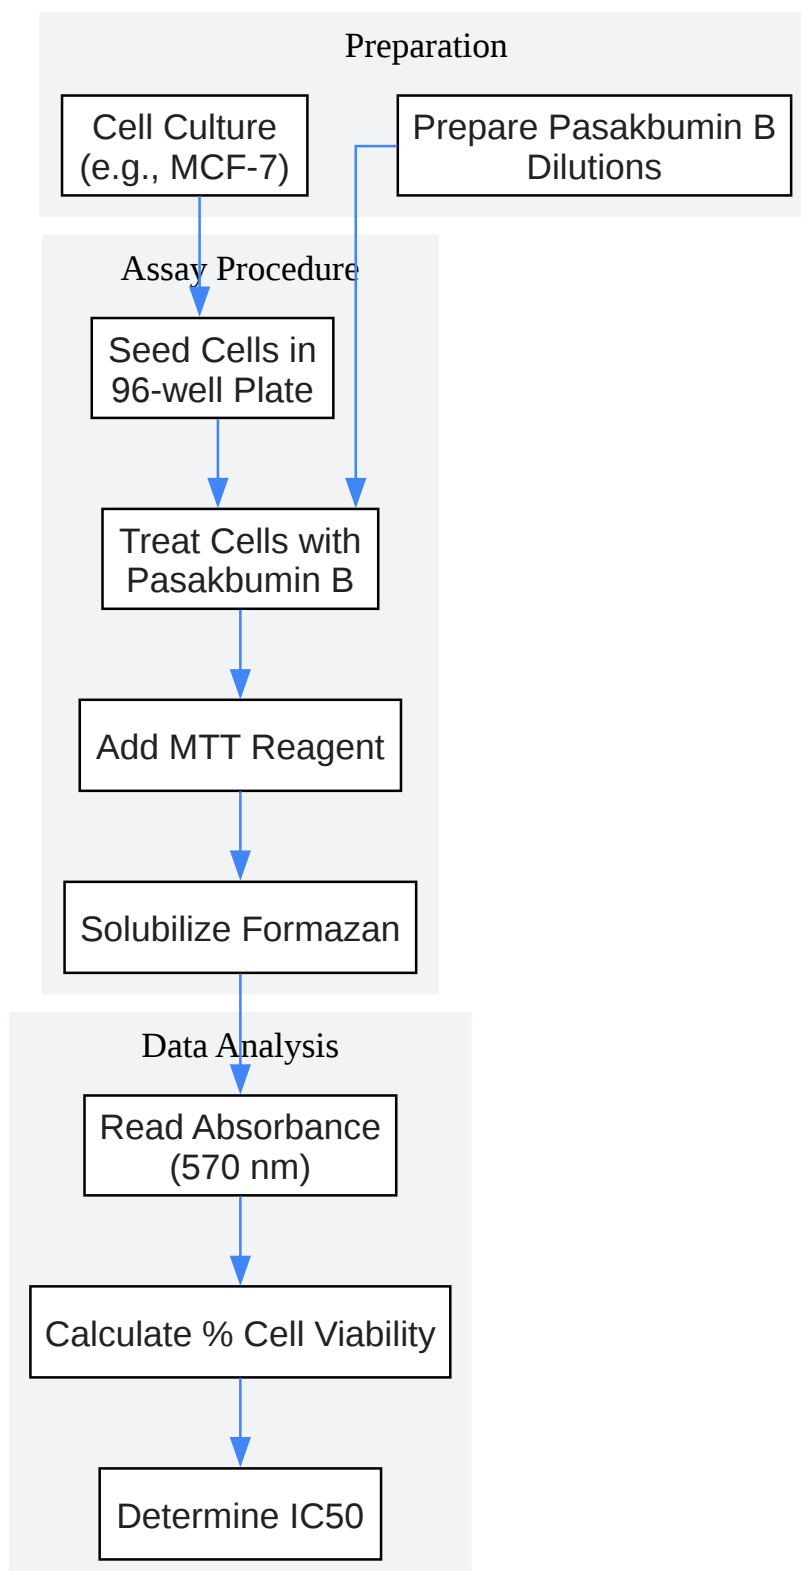 Preparation
Cell Culture
(e.g., MCF-7)
Prepare Pasakbumin B
Dilutions
Assay Procedure
Seed Cells in
96-well Plate
Treat Cells with
Pasakbumin B
Add MTT Reagent
Solubilize Formazan
Data Analysis
Read Absorbance
(570 nm)
Calculate % Cell Viability
Determine IC50